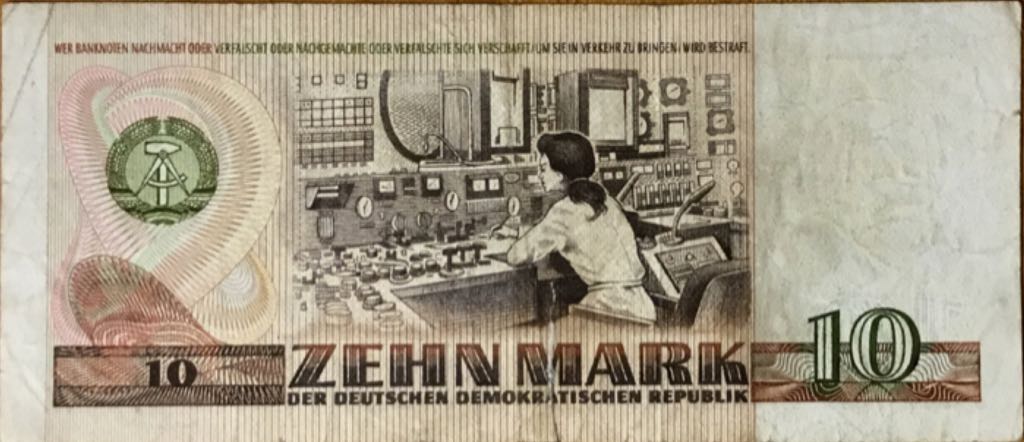 WER BANKNOTEN NACHMACHT ODER VERFÄLSCHT ODER NACHGEMACHTE ODER VERFÄLSCHTE SICH VERSCHAFFT/UM SIE IN VERKEHR ZU BRINGEN, WIRD BESTRAFT.
10 ZEHN MARK 10
DER DEUTSCHEN DEMOKRATISCHEN REPUBLIK